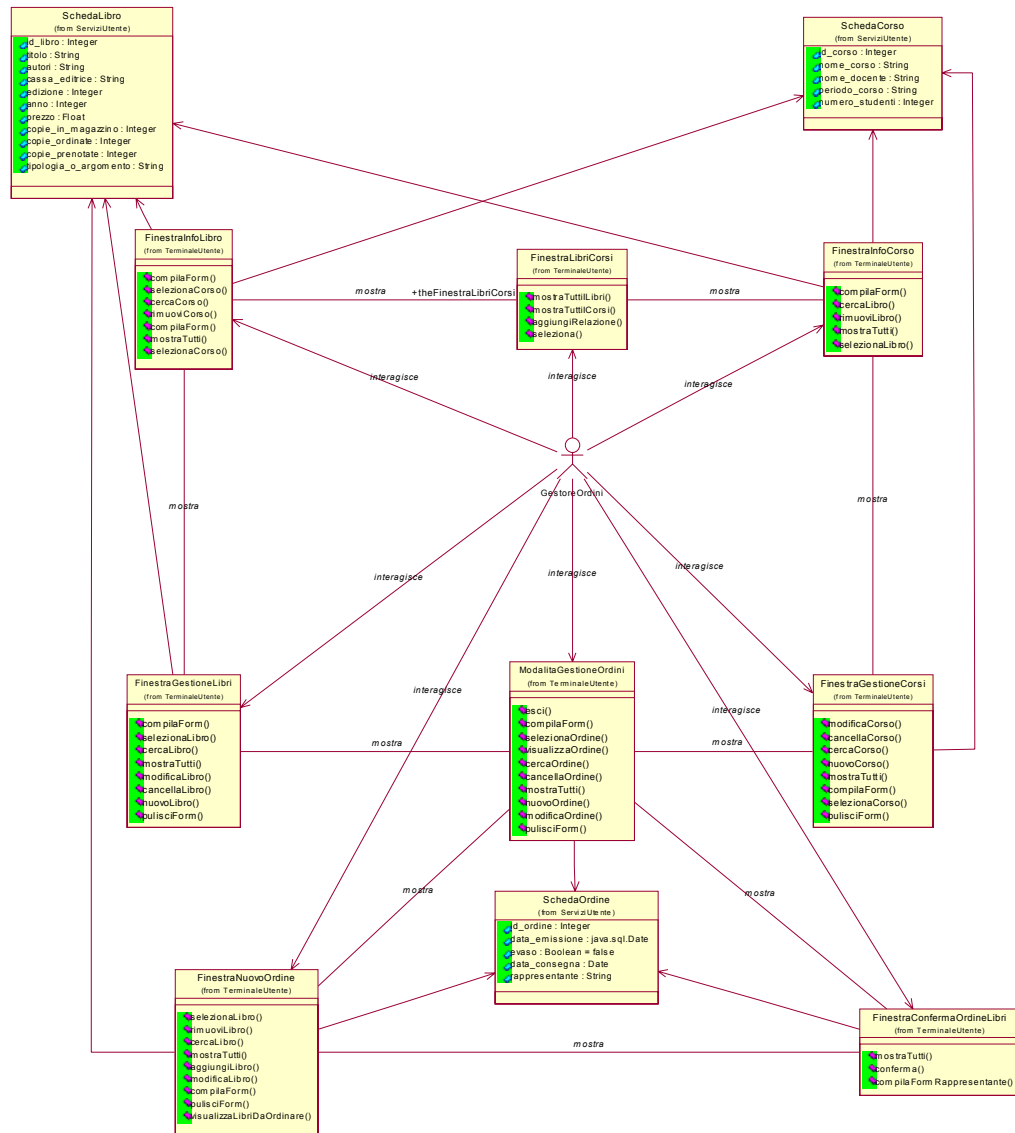 SchedaLibro
(from ServiziUtente)
id_libro : Integer
titolo : String
autori : String
cassa_editrice : String
edizione : Integer
anno : Integer
prezzo : Float
copie_in_magazzino : Integer
copie_ordinate : Integer
copie_prenotate : Integer
tipologia_o_argomento : String
SchedaCorso
(from ServiziUtente)
id_corso : Integer
nome_corso : String
nome_docente : String
periodo_corso : String
numero_studenti : Integer
FinestraInfoLibro
(from TerminaleUtente)
compilaForm()
selezionaCorso()
cercaCorso()
rimuoviCorso()
compilaForm()
mostraTutti()
selezionaCorso()
mostra
+theFinestraLibriCorsi
FinestraLibriCorsi
(from TerminaleUtente)
mostraTuttiILibri()
mostraTuttiICorsi()
aggiungiRelazione()
seleziona()
mostra
FinestraInfoCorso
(from TerminaleUtente)
compilaForm()
cercaLibro()
rimuoviLibro()
mostraTutti()
selezionaLibro()
interagisce
interagisce
interagisce
GestoreOrdini
mostra
mostra
interagisce
interagisce
interagisce
interagisce
interagisce
FinestraGestioneLibri
(from TerminaleUtente)
compilaForm()
selezionaLibro()
cercaLibro()
mostraTutti()
modificaLibro()
cancellaLibro()
nuovoLibro()
pulisciForm()
mostra
ModalitaGestioneOrdini
(from TerminaleUtente)
esci()
compilaForm()
selezionaOrdine()
visualizzaOrdine()
cercaOrdine()
cancellaOrdine()
mostraTutti()
nuovoOrdine()
modificaOrdine()
pulisciForm()
mostra
FinestraGestioneCorsi
(from TerminaleUtente)
modificaCorso()
cancellaCorso()
cercaCorso()
nuovoCorso()
mostraTutti()
compilaForm()
selezionaCorso()
pulisciForm()
mostra
mostra
SchedaOrdine
(from ServiziUtente)
id_ordine : Integer
data_emissione : java.sql.Date
evaso : Boolean = false
data_consegna : Date
rappresentante : String
FinestraNuovoOrdine
(from TerminaleUtente)
selezionaLibro()
rimuoviLibro()
cercaLibro()
mostraTutti()
aggiungiLibro()
modificaLibro()
compilaForm()
pulisciForm()
visualizzaLibriDaOrdinare()
mostra
FinestraConfermaOrdineLibri
(from TerminaleUtente)
mostraTutti()
conferma()
compilaFormRappresentante()